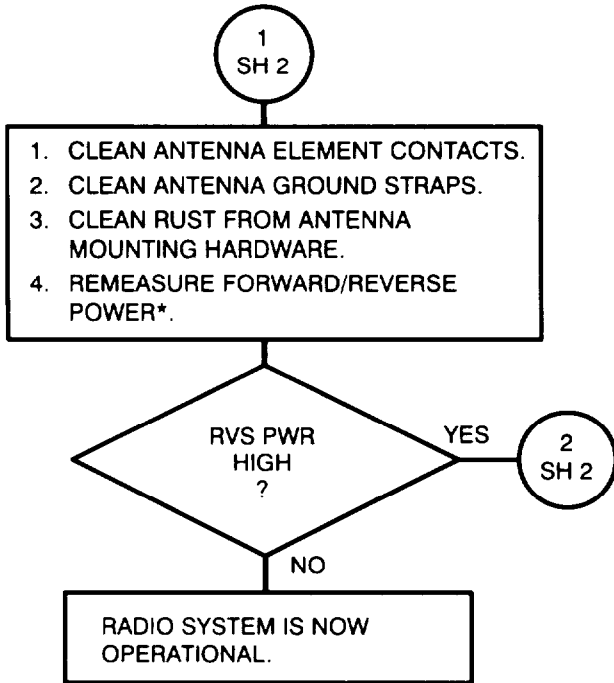 1
SH 2
1. CLEAN ANTENNA ELEMENT CONTACTS.
2. CLEAN ANTENNA GROUND STRAPS.
3. CLEAN RUST FROM ANTENNA
MOUNTING HARDWARE.
4. REMEASURE FORWARD/REVERSE
POWER*.
RVS PWR
HIGH
?
YES
2
SH 2
NO
RADIO SYSTEM IS NOW
OPERATIONAL.